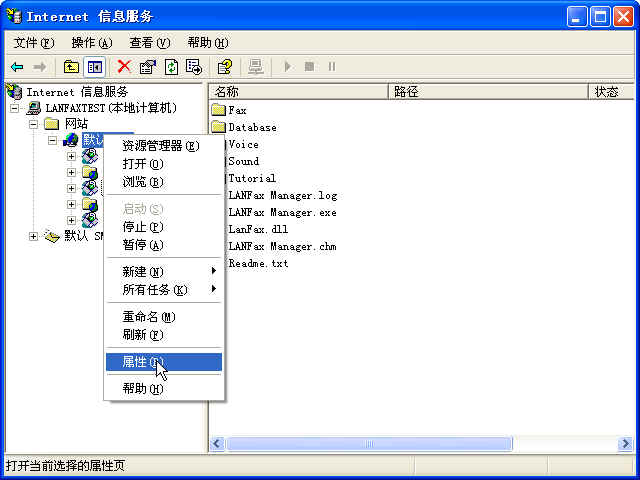 Internet 信息服务
文件(F) 操作(A) 查看(V) 帮助(H)
Internet 信息服务
LANFAXTEST(本地计算机)
网站
默认
默认 SM
资源管理器(E)
打开(O)
浏览(B)
启动(S)
停止(P)
暂停(A)
新建(N)
所有任务(K)
重命名(M)
刷新(F)
属性(R)
帮助(H)
名称 路径 状态
Fax
Database
Voice
Sound
Tutorial
LANFax Manager.log
LANFax Manager.exe
LanFax.dll
LANFax Manager.chm
Readme.txt
打开当前选择的属性页